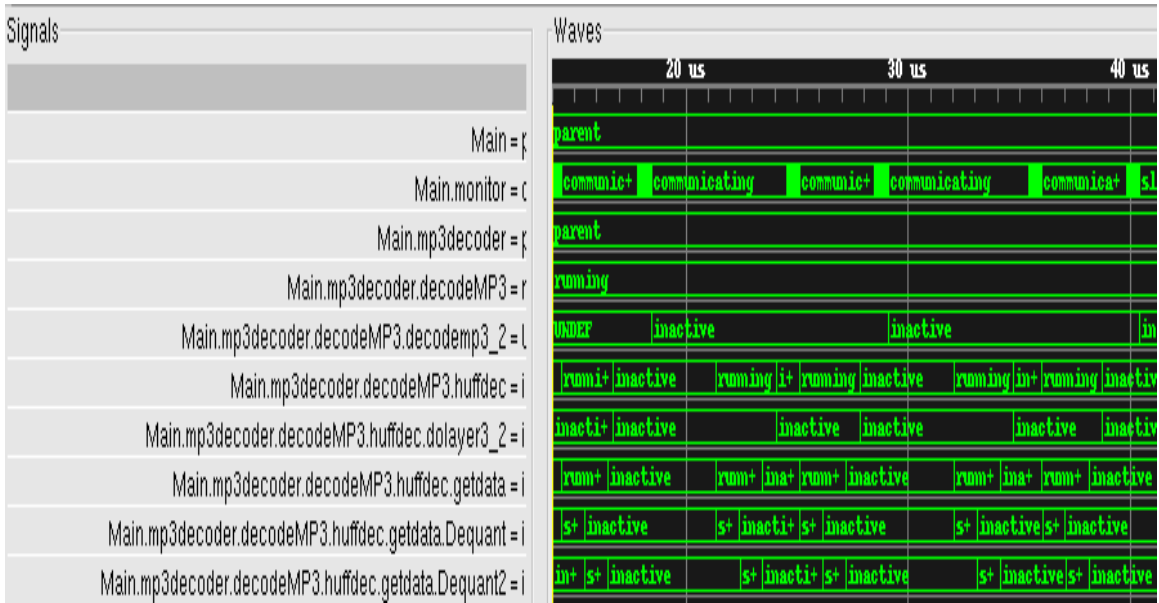 Signals Waves
20 us 30 us 40 us
Main = p parent
Main.monitor = c communic+ communicating communic+ communicating communica+ sl
Main.mp3decoder = p parent
Main.mp3decoder.decodeMP3 = r running
Main.mp3decoder.decodeMP3.decodemp3_2 = U UNDEF inactive inactive in
Main.mp3decoder.decodeMP3.huffdec = i runni+ inactive running i+ running inactive running in+ running inactiv
Main.mp3decoder.decodeMP3.huffdec.dolayer3_2 = i inacti+ inactive inactive inactive inactive inactiv
Main.mp3decoder.decodeMP3.huffdec.getdata = i runn+ inactive runn+ ina+ runn+ inactive runn+ ina+ runn+ inactive
Main.mp3decoder.decodeMP3.huffdec.getdata.Dequant = i s+ inactive s+ inacti+ s+ inactive s+ inactive s+ inactive
Main.mp3decoder.decodeMP3.huffdec.getdata.Dequant2 = i in+ s+ inactive s+ inacti+ s+ inactive s+ inactive s+ inactive